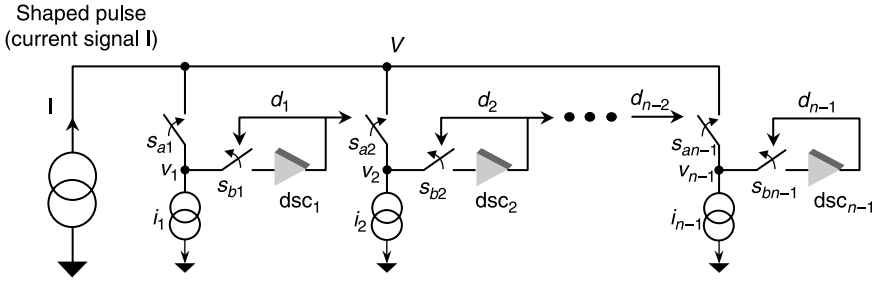 Shaped pulse
(current signal I)
V
I
d1
d2
dn-2
dn-1
sa1
sa2
san-1
v1
v2
vn-1
sb1
sb2
sbn-1
dsc1
dsc2
dscn-1
i1
i2
in-1